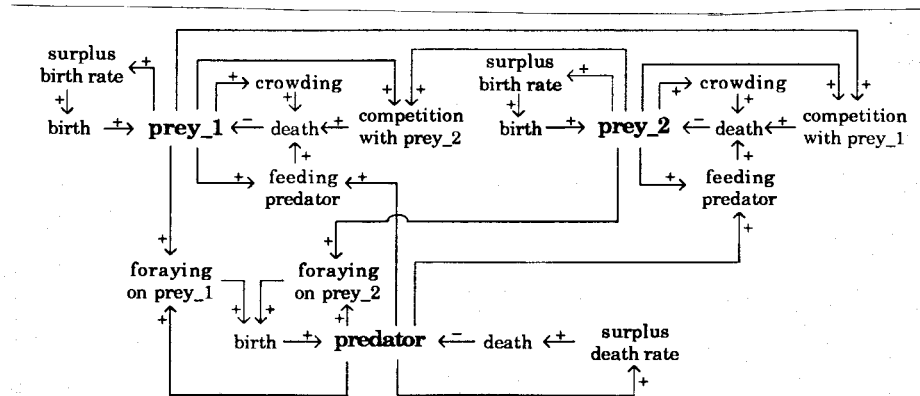 surplus
birth rate
birth
prey_1
crowding
death
competition
with prey_2
feeding
predator
surplus
birth rate
birth
prey_2
crowding
death
competition
with prey_1
feeding
predator
foraying
on prey_1
foraying
on prey_2
birth
predator
death
surplus
death rate